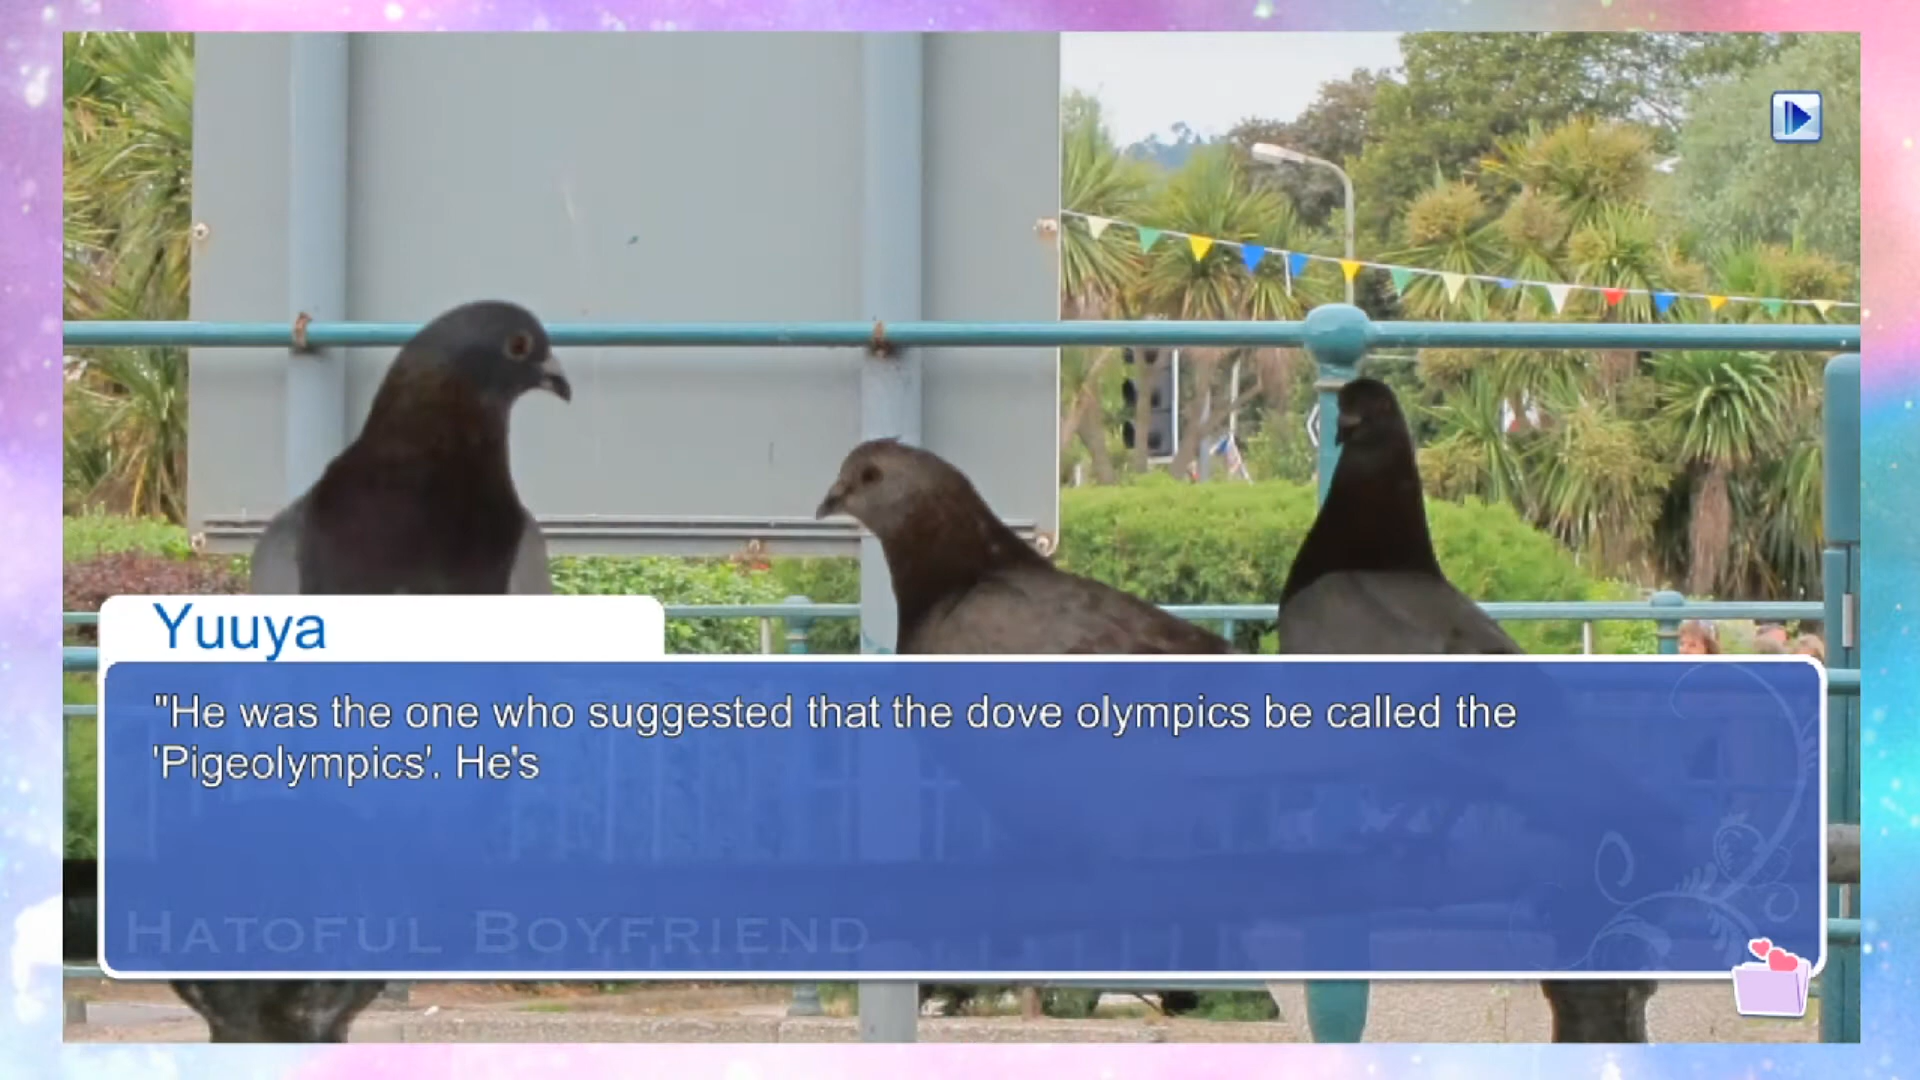 Yuuya
"He was the one who suggested that the dove olympics be called the
'Pigeolympics'. He's
HATOFUL BOYFRIEND